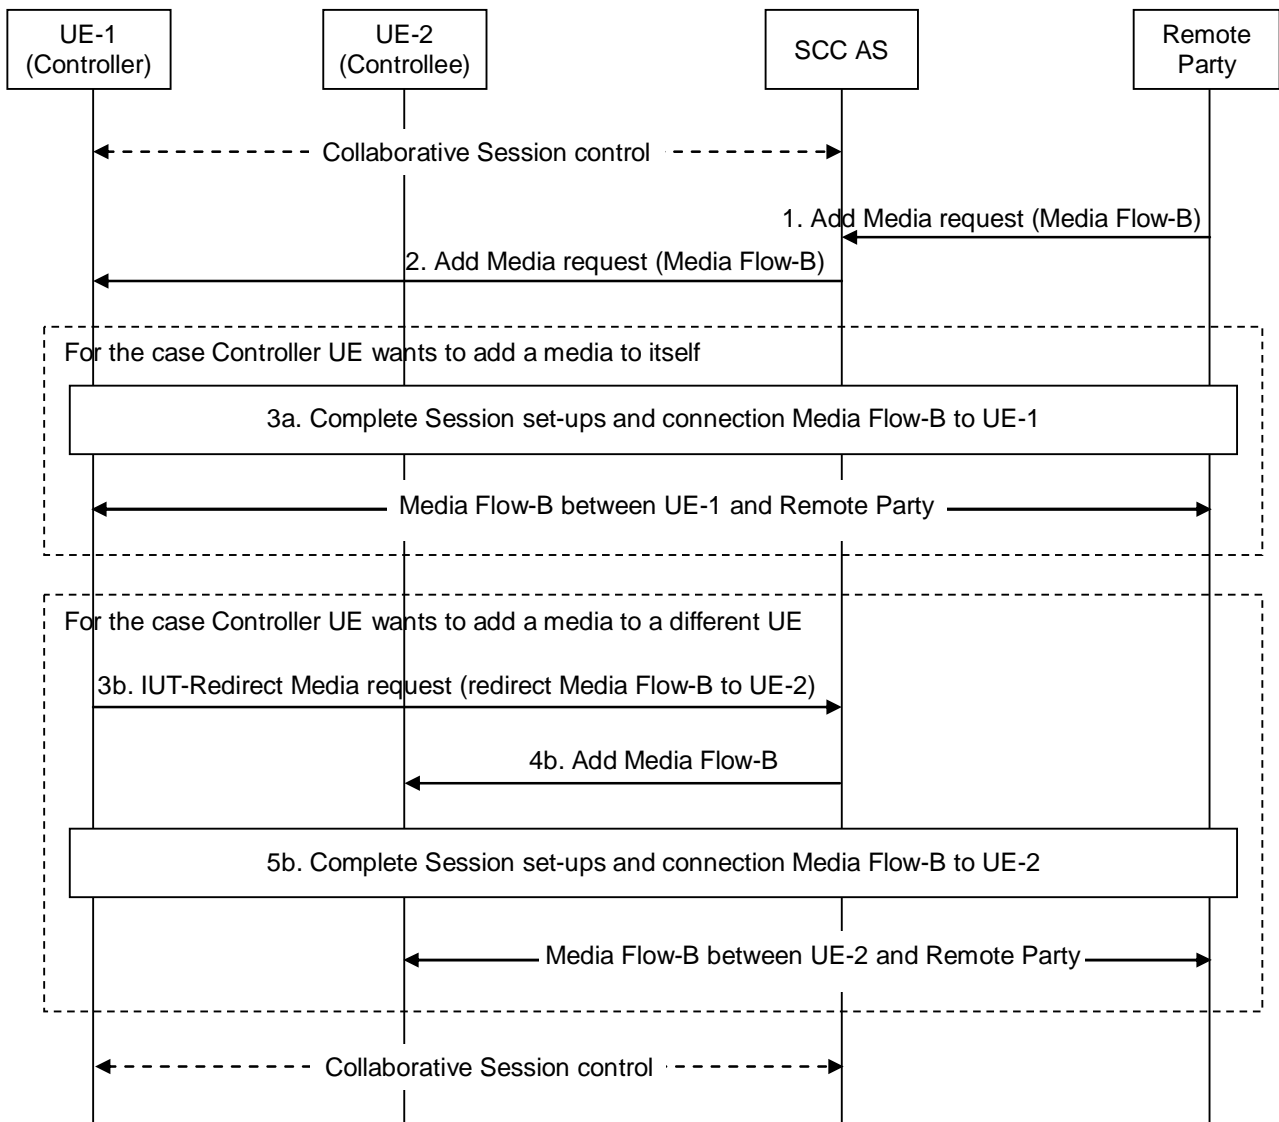 UE-1
(Controller)
UE-2
(Controllee)
SCC AS
Remote
Party
Collaborative Session control
1. Add Media request (Media Flow-B)
2. Add Media request (Media Flow-B)
For the case Controller UE wants to add a media to itself
3a. Complete Session set-ups and connection Media Flow-B to UE-1
Media Flow-B between UE-1 and Remote Party
For the case Controller UE wants to add a media to a different UE
3b. IUT-Redirect Media request (redirect Media Flow-B to UE-2)
4b. Add Media Flow-B
5b. Complete Session set-ups and connection Media Flow-B to UE-2
Media Flow-B between UE-2 and Remote Party
Collaborative Session control